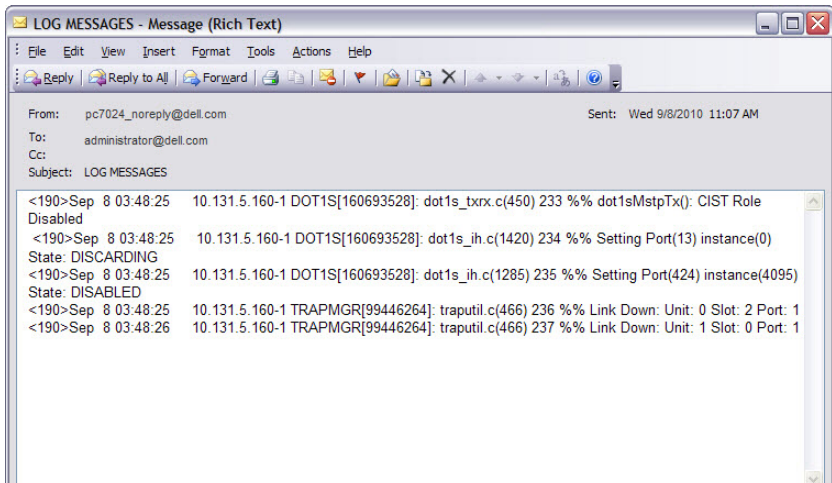 LOG MESSAGES - Message (Rich Text)
File Edit View Insert Format Tools Actions Help
Reply Reply to All Forward
From: pc7024_noreply@dell.com Sent: Wed 9/8/2010 11:07 AM
To: administrator@dell.com
Cc:
Subject: LOG MESSAGES
<190>Sep 8 03:48:25 10.131.5.160-1 DOT1S[160693528]: dot1s_txrx.c(450) 233 %% dot1sMstpTx(): CIST Role
Disabled
<190>Sep 8 03:48:25 10.131.5.160-1 DOT1S[160693528]: dot1s_ih.c(1420) 234 %% Setting Port(13) instance(0)
State: DISCARDING
<190>Sep 8 03:48:25 10.131.5.160-1 DOT1S[160693528]: dot1s_ih.c(1285) 235 %% Setting Port(424) instance(4095)
State: DISABLED
<190>Sep 8 03:48:25 10.131.5.160-1 TRAPMGR[99446264]: traputil.c(466) 236 %% Link Down: Unit: 0 Slot: 2 Port: 1
<190>Sep 8 03:48:26 10.131.5.160-1 TRAPMGR[99446264]: traputil.c(466) 237 %% Link Down: Unit: 1 Slot: 0 Port: 1